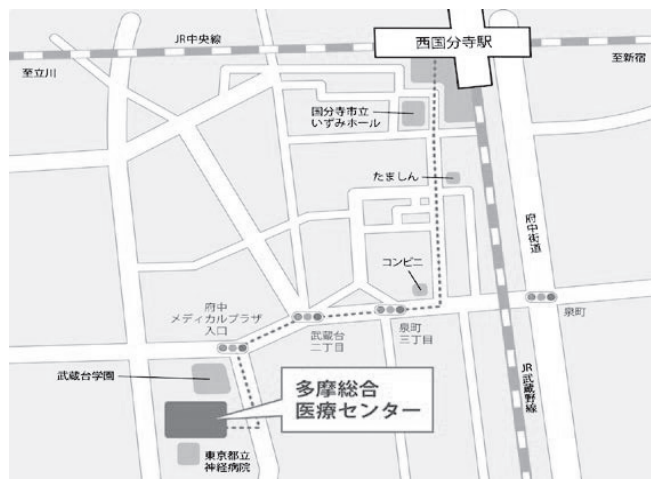 JR中央線
西国分寺駅
至立川
至新宿
国分寺市立
いずみホール
たましん
府中街道
コンビニ
府中
メディカルプラザ
入口
武蔵台
二丁目
泉町
三丁目
泉町
武蔵台学園
多摩総合
医療センター
JR武蔵野線
東京都立
神経病院